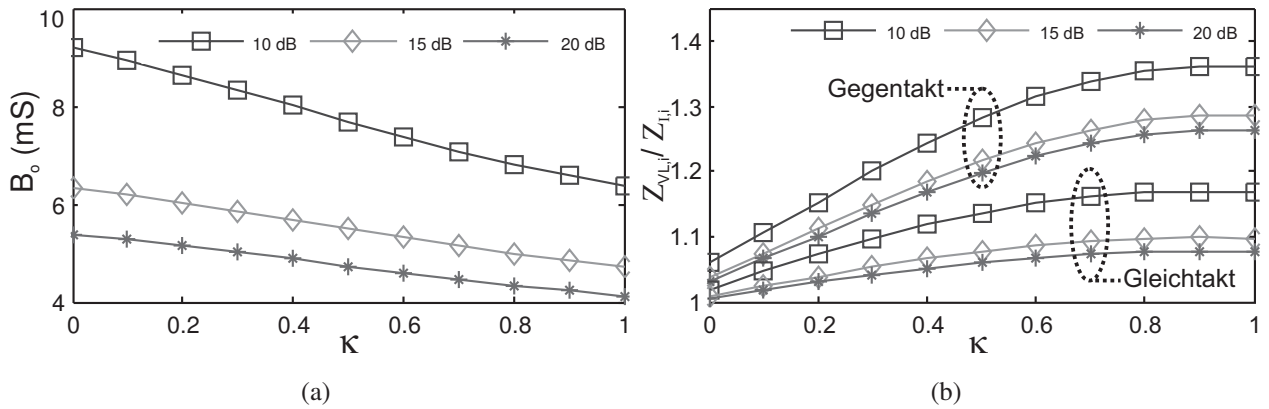 10
8
6
4
B_o (mS)
10 dB
15 dB
20 dB
0
0.2
0.4
0.6
0.8
1
κ
(a)
1.4
1.3
1.2
1.1
1
Z_VL,i / Z_I,i
10 dB
15 dB
20 dB
Gegentakt
Gleichtakt
0
0.2
0.4
0.6
0.8
1
κ
(b)